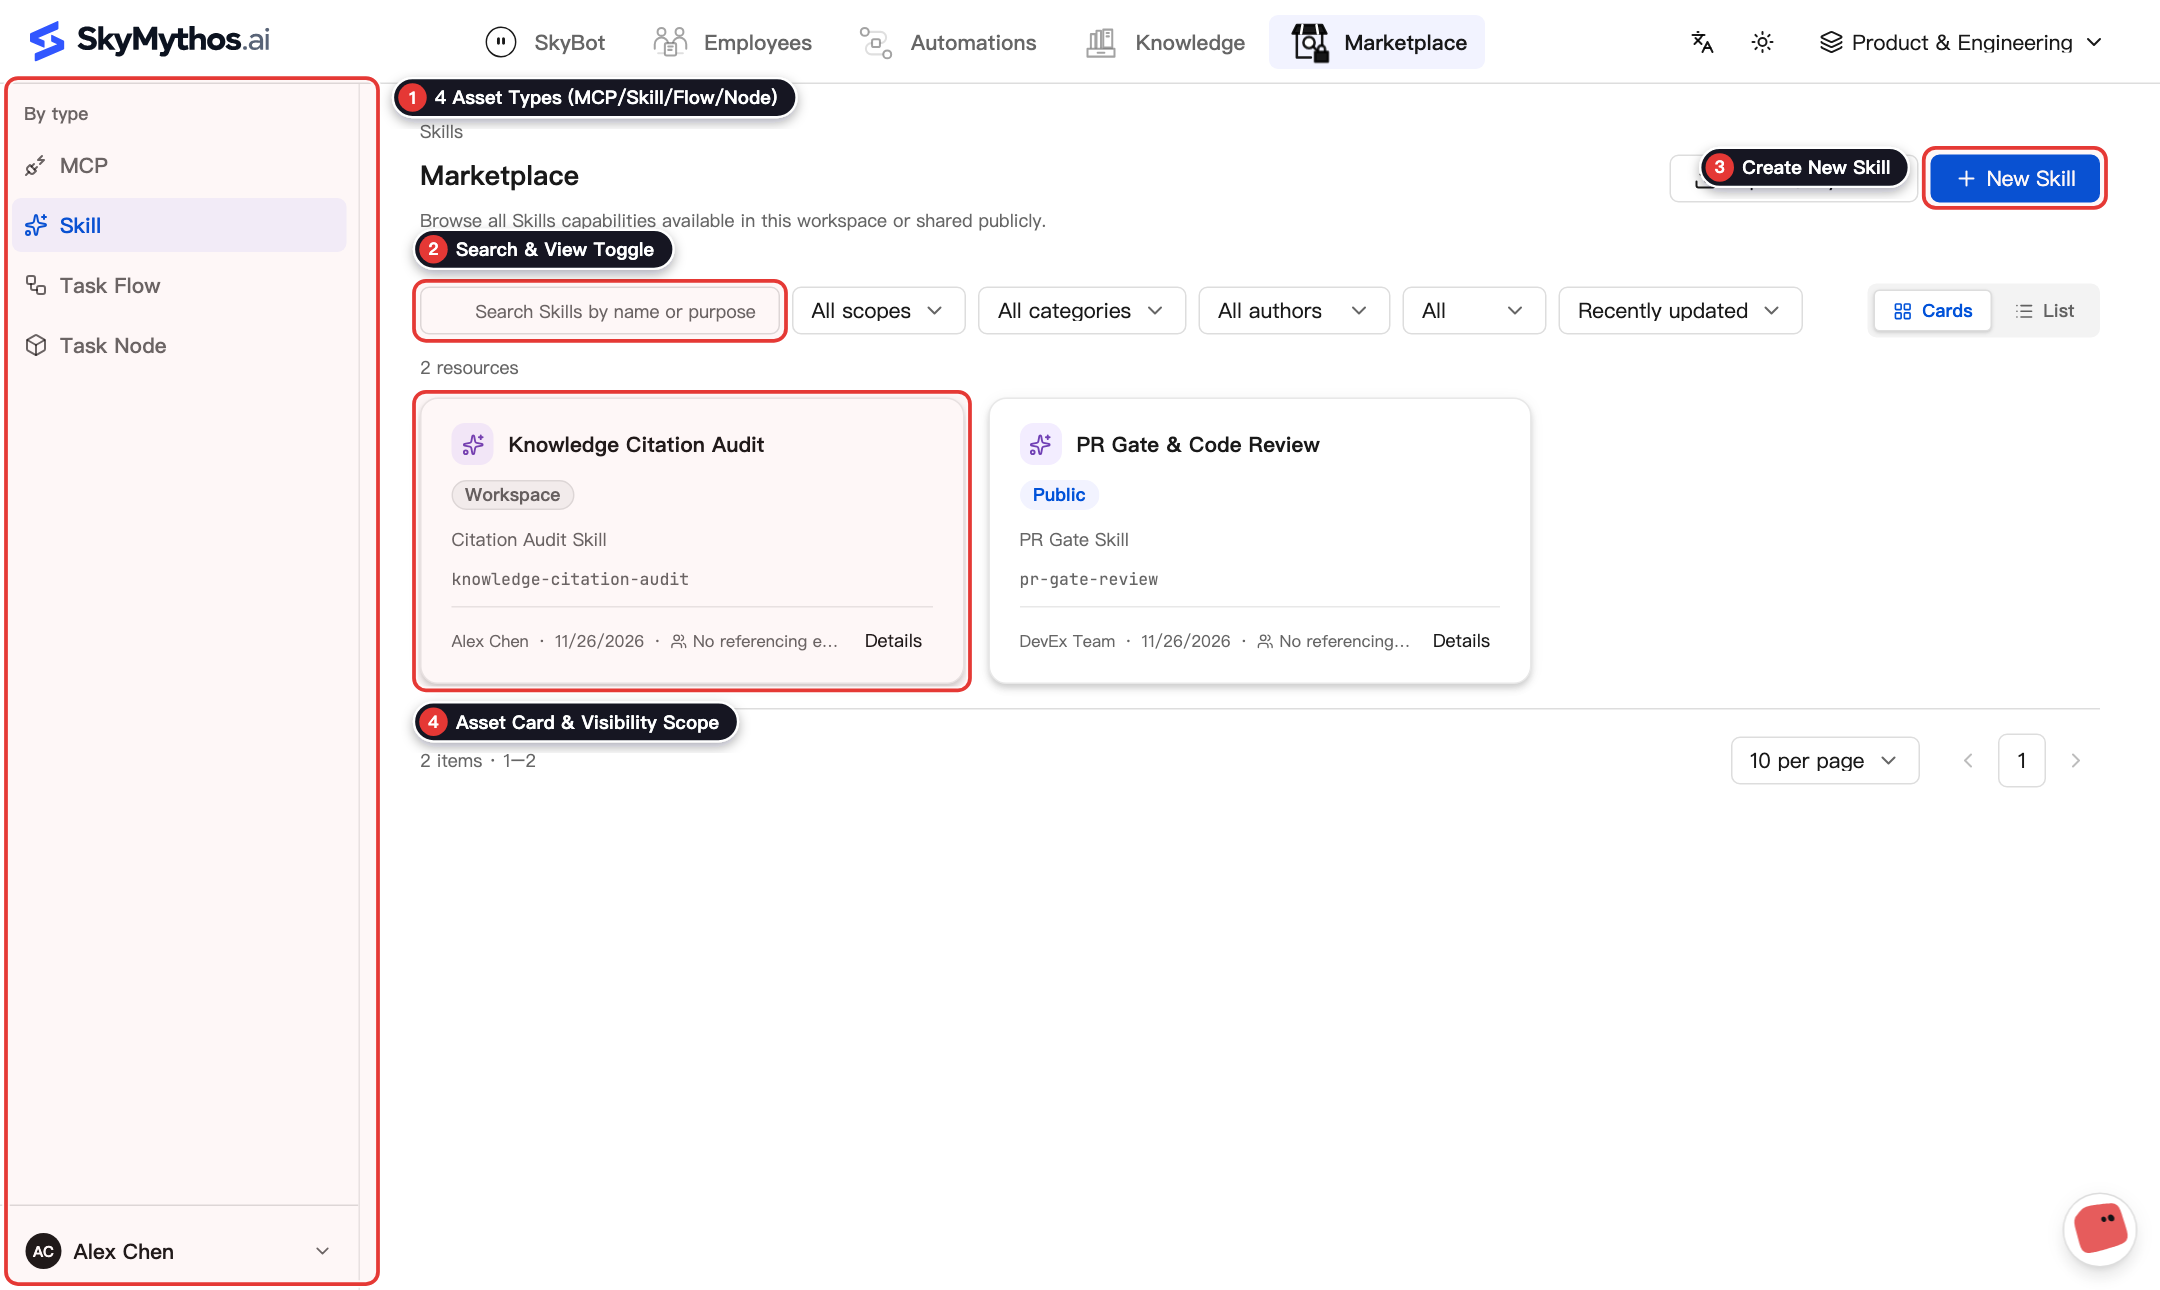 SkyMythos.ai
SkyBot
Employees
Automations
Knowledge
Marketplace
Product & Engineering
By type
MCP
Skill
Task Flow
Task Node
AC Alex Chen
1 4 Asset Types (MCP/Skill/Flow/Node)
Skills
Marketplace
Browse all Skills capabilities available in this workspace or shared publicly.
3 Create New Skill
New Skill
2 Search & View Toggle
Search Skills by name or purpose
All scopes
All categories
All authors
All
Recently updated
Cards
List
2 resources
Knowledge Citation Audit
Workspace
Citation Audit Skill
knowledge-citation-audit
Alex Chen · 11/26/2026 · No referencing e... Details
PR Gate & Code Review
Public
PR Gate Skill
pr-gate-review
DevEx Team · 11/26/2026 · No referencing... Details
4 Asset Card & Visibility Scope
2 items · 1–2
10 per page
1